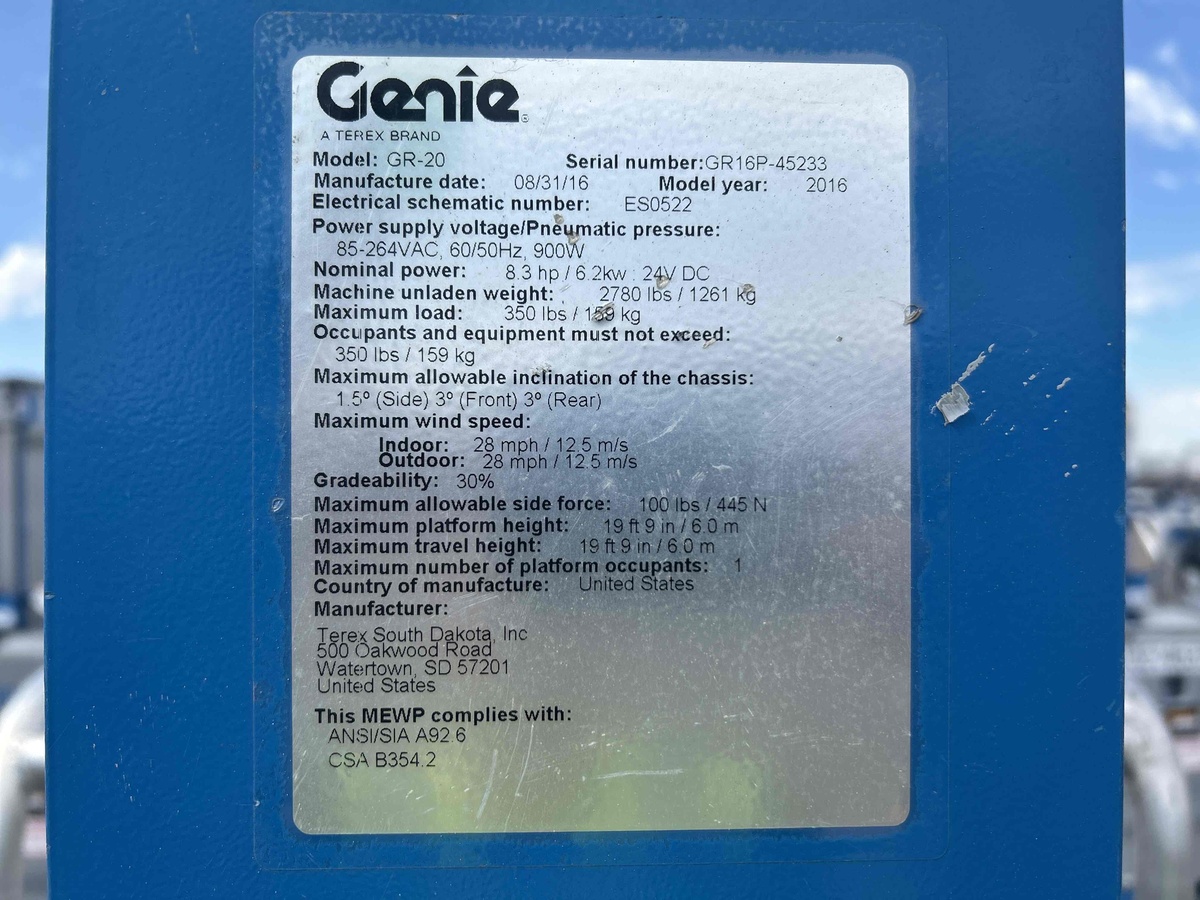 Genie
A TEREX BRAND
Model: GR-20 Serial number:GR16P-45233
Manufacture date: 08/31/16 Model year: 2016
Electrical schematic number: ES0522
Power supply voltage/Pneumatic pressure:
85-264VAC, 60/50Hz, 900W
Nominal power: 8.3 hp / 6.2kw : 24V DC
Machine unladen weight: 2780 lbs / 1261 kg
Maximum load: 350 lbs / 159 kg
Occupants and equipment must not exceed:
350 lbs / 159 kg
Maximum allowable inclination of the chassis:
1.5º (Side) 3º (Front) 3º (Rear)
Maximum wind speed:
Indoor: 28 mph / 12.5 m/s
Outdoor: 28 mph / 12.5 m/s
Gradeability: 30%
Maximum allowable side force: 100 lbs / 445 N
Maximum platform height: 19 ft 9 in / 6.0 m
Maximum travel height: 19 ft 9 in / 6.0 m
Maximum number of platform occupants: 1
Country of manufacture: United States
Manufacturer:
Terex South Dakota, Inc
500 Oakwood Road
Watertown, SD 57201
United States
This MEWP complies with:
ANSI/SIA A92.6
CSA B354.2